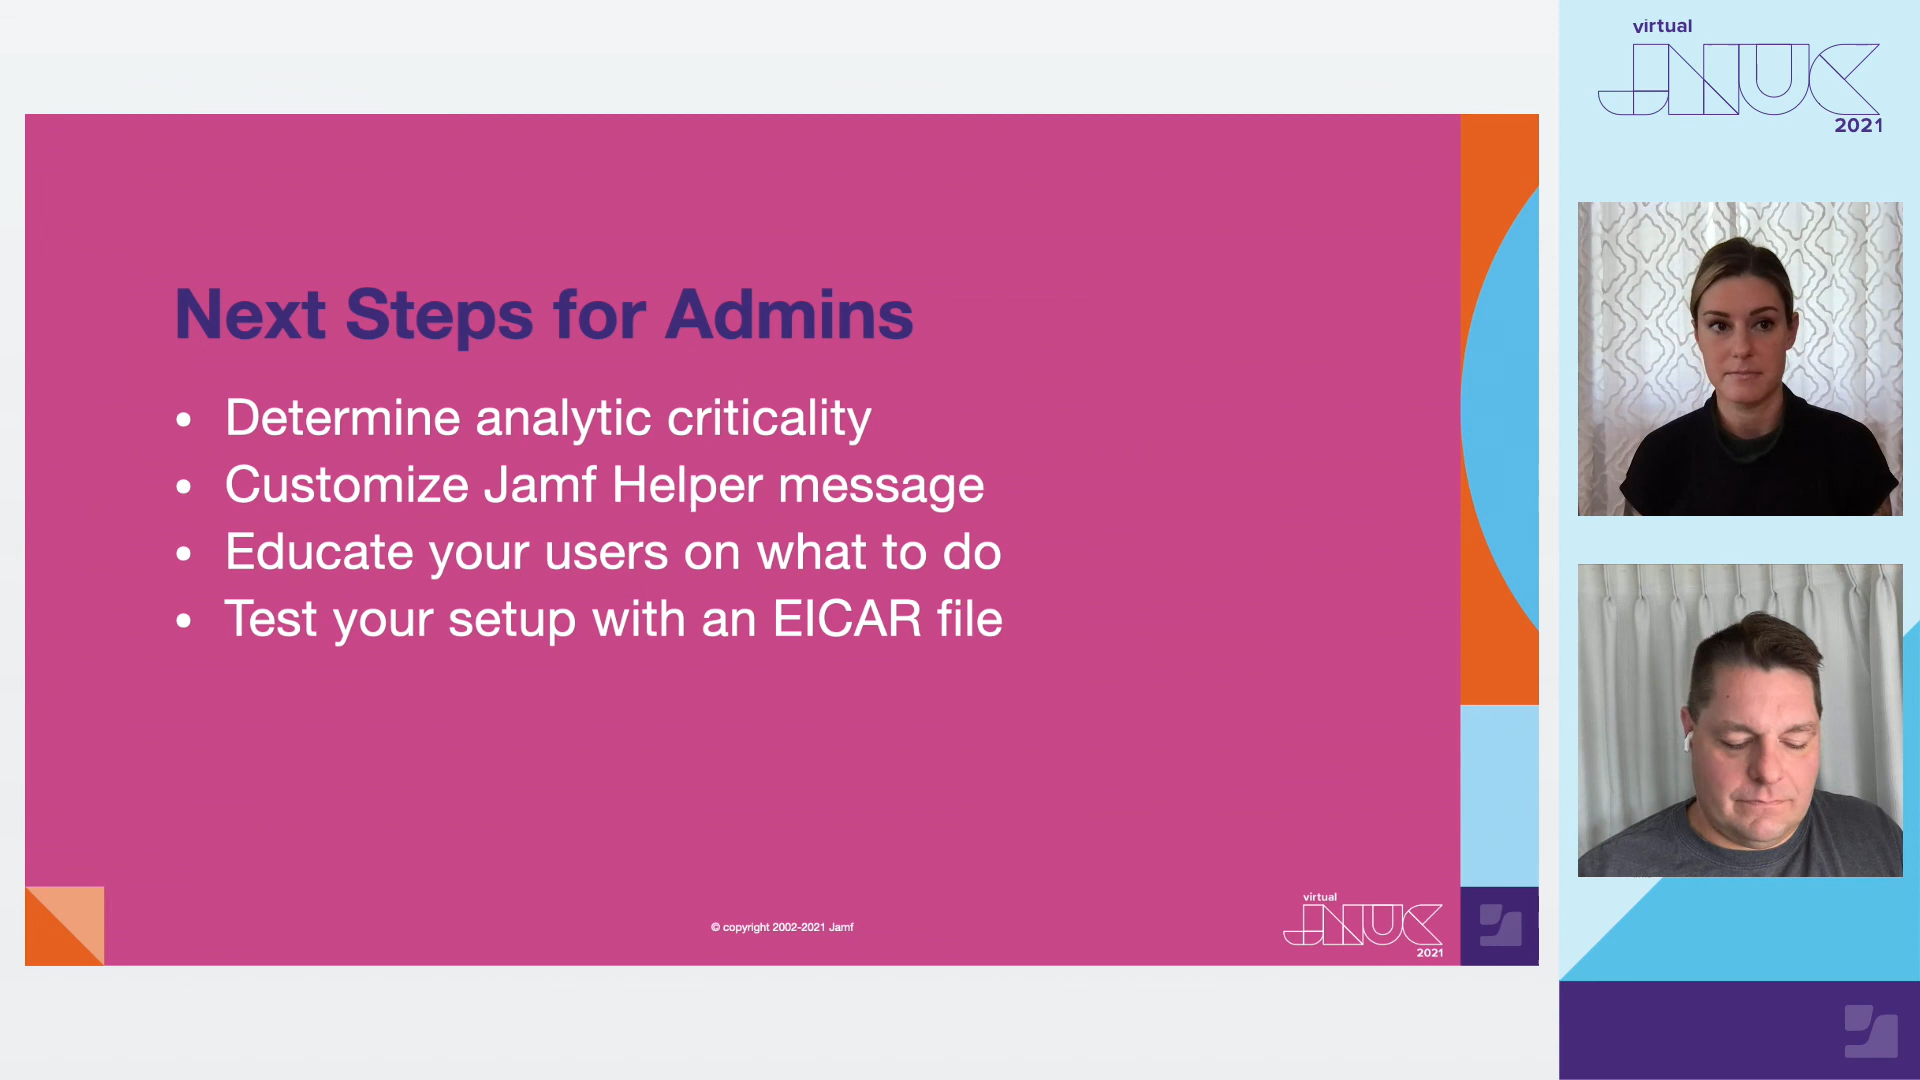 Next Steps for Admins
• Determine analytic criticality
• Customize Jamf Helper message
• Educate your users on what to do
• Test your setup with an EICAR file
© copyright 2002-2021 Jamf
virtual
JNUC
2021
virtual
JNUC
2021